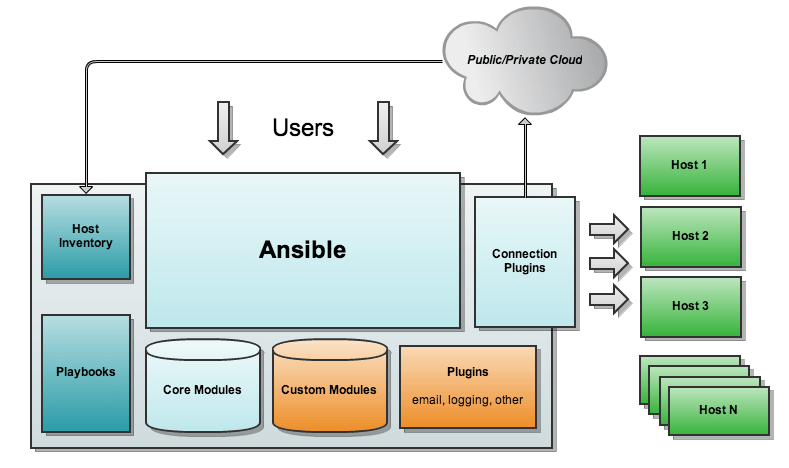 Public/Private Cloud
Users
Host 1
Host
Inventory
Ansible
Connection
Plugins
Host 2
Host 3
Playbooks
Core Modules
Custom Modules
Plugins
email, logging, other
Host N